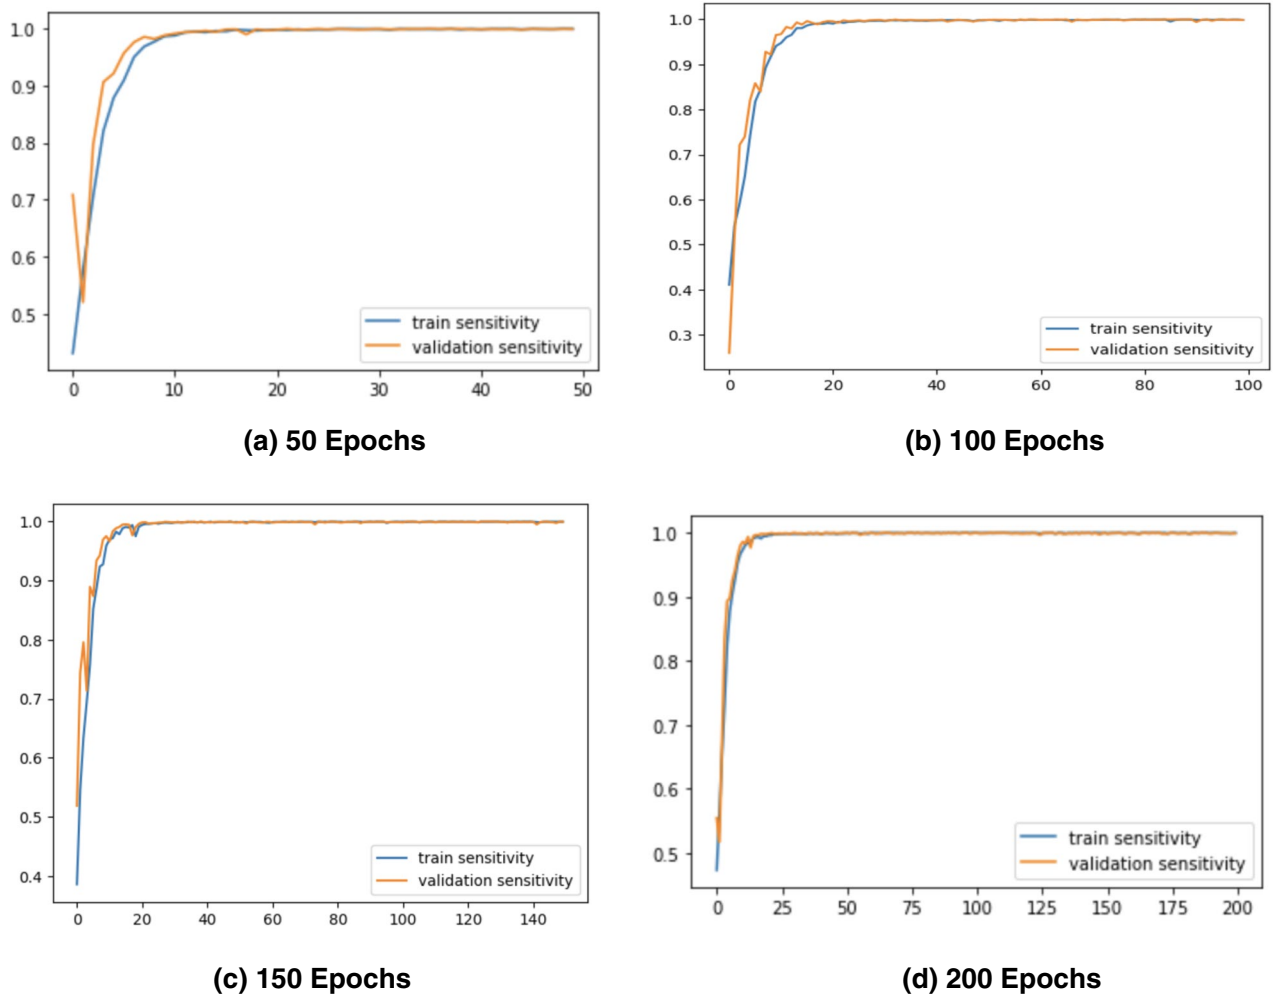 1.0
0.9
0.8
0.7
0.6
0.5
0 10 20 30 40 50
train sensitivity
validation sensitivity
(a) 50 Epochs
1.0
0.9
0.8
0.7
0.6
0.5
0.4
0.3
0 20 40 60 80 100
train sensitivity
validation sensitivity
(b) 100 Epochs
1.0
0.9
0.8
0.7
0.6
0.5
0.4
0 20 40 60 80 100 120 140
train sensitivity
validation sensitivity
(c) 150 Epochs
1.0
0.9
0.8
0.7
0.6
0.5
0 25 50 75 100 125 150 175 200
train sensitivity
validation sensitivity
(d) 200 Epochs